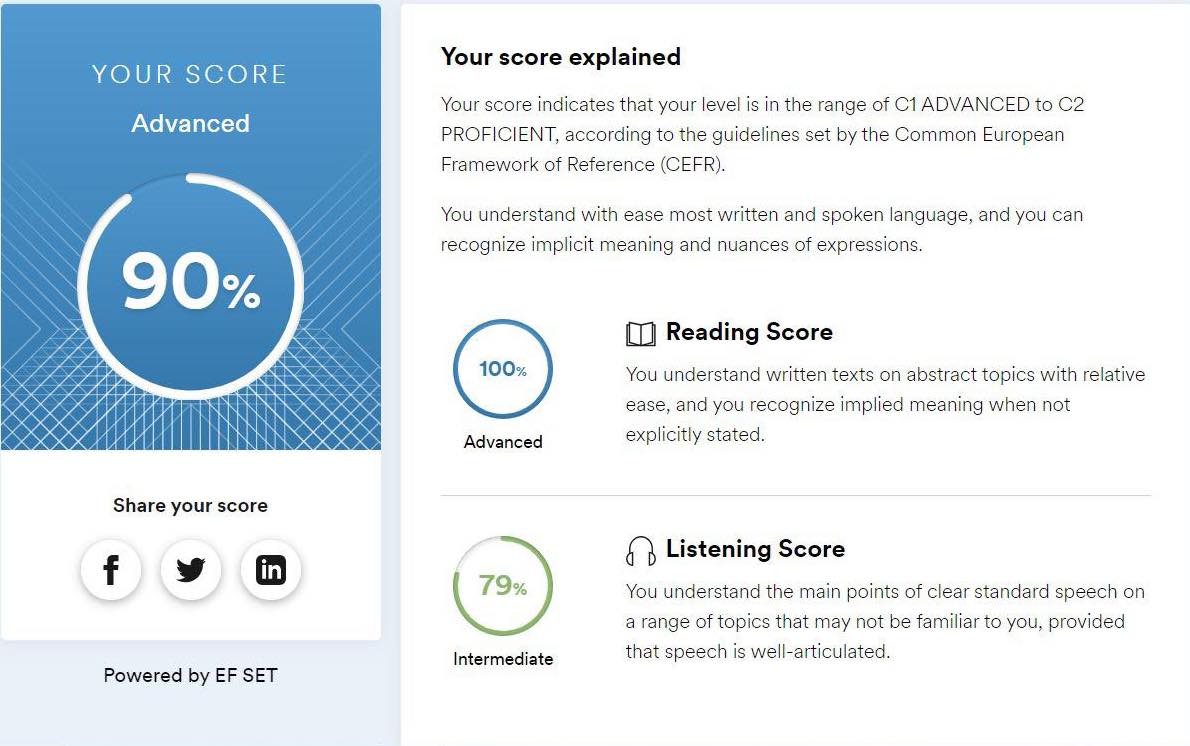 YOUR SCORE
Advanced
90%
Share your score
f
in
Powered by EF SET
Your score explained
Your score indicates that your level is in the range of C1 ADVANCED to C2
PROFICIENT, according to the guidelines set by the Common European
Framework of Reference (CEFR).
You understand with ease most written and spoken language, and you can
recognize implicit meaning and nuances of expressions.
100%
Advanced
Reading Score
You understand written texts on abstract topics with relative
ease, and you recognize implied meaning when not
explicitly stated.
79%
Intermediate
Listening Score
You understand the main points of clear standard speech on
a range of topics that may not be familiar to you, provided
that speech is well-articulated.